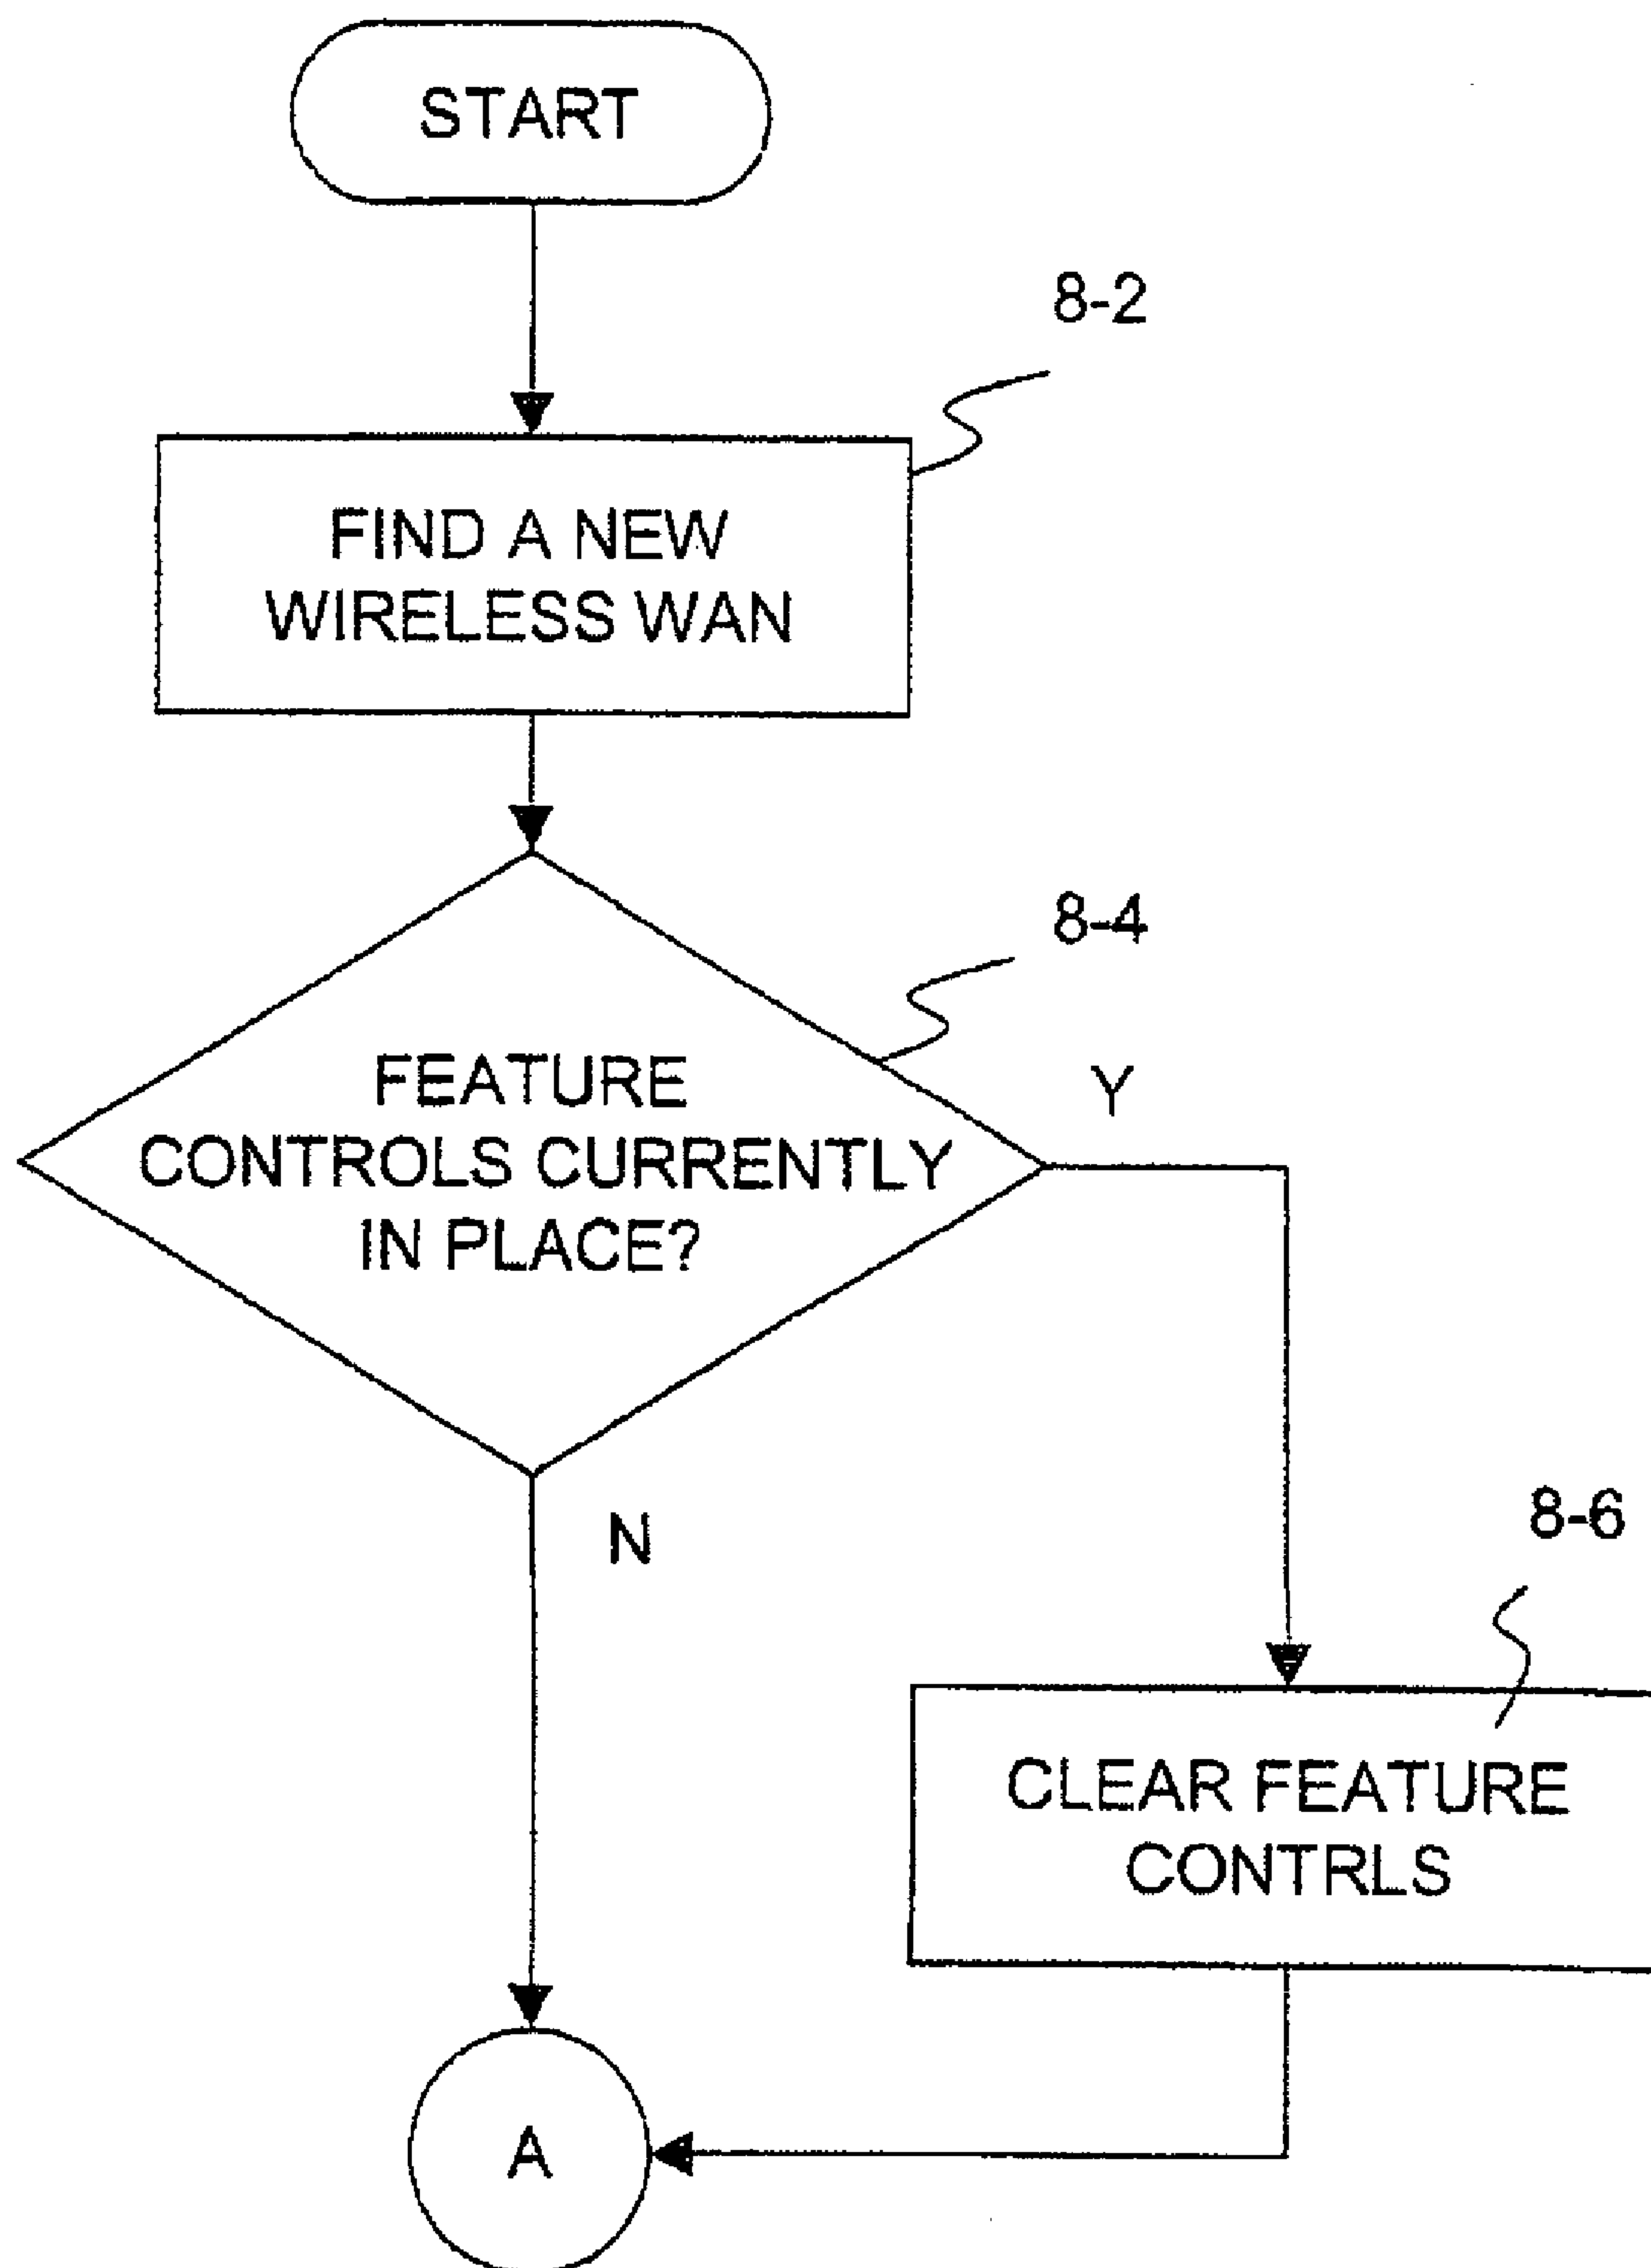 START
8-2
FIND A NEW
WIRELESS WAN
8-4
FEATURE
CONTROLS CURRENTLY
IN PLACE?
Y
N
8-6
CLEAR FEATURE
CONTRLS
A